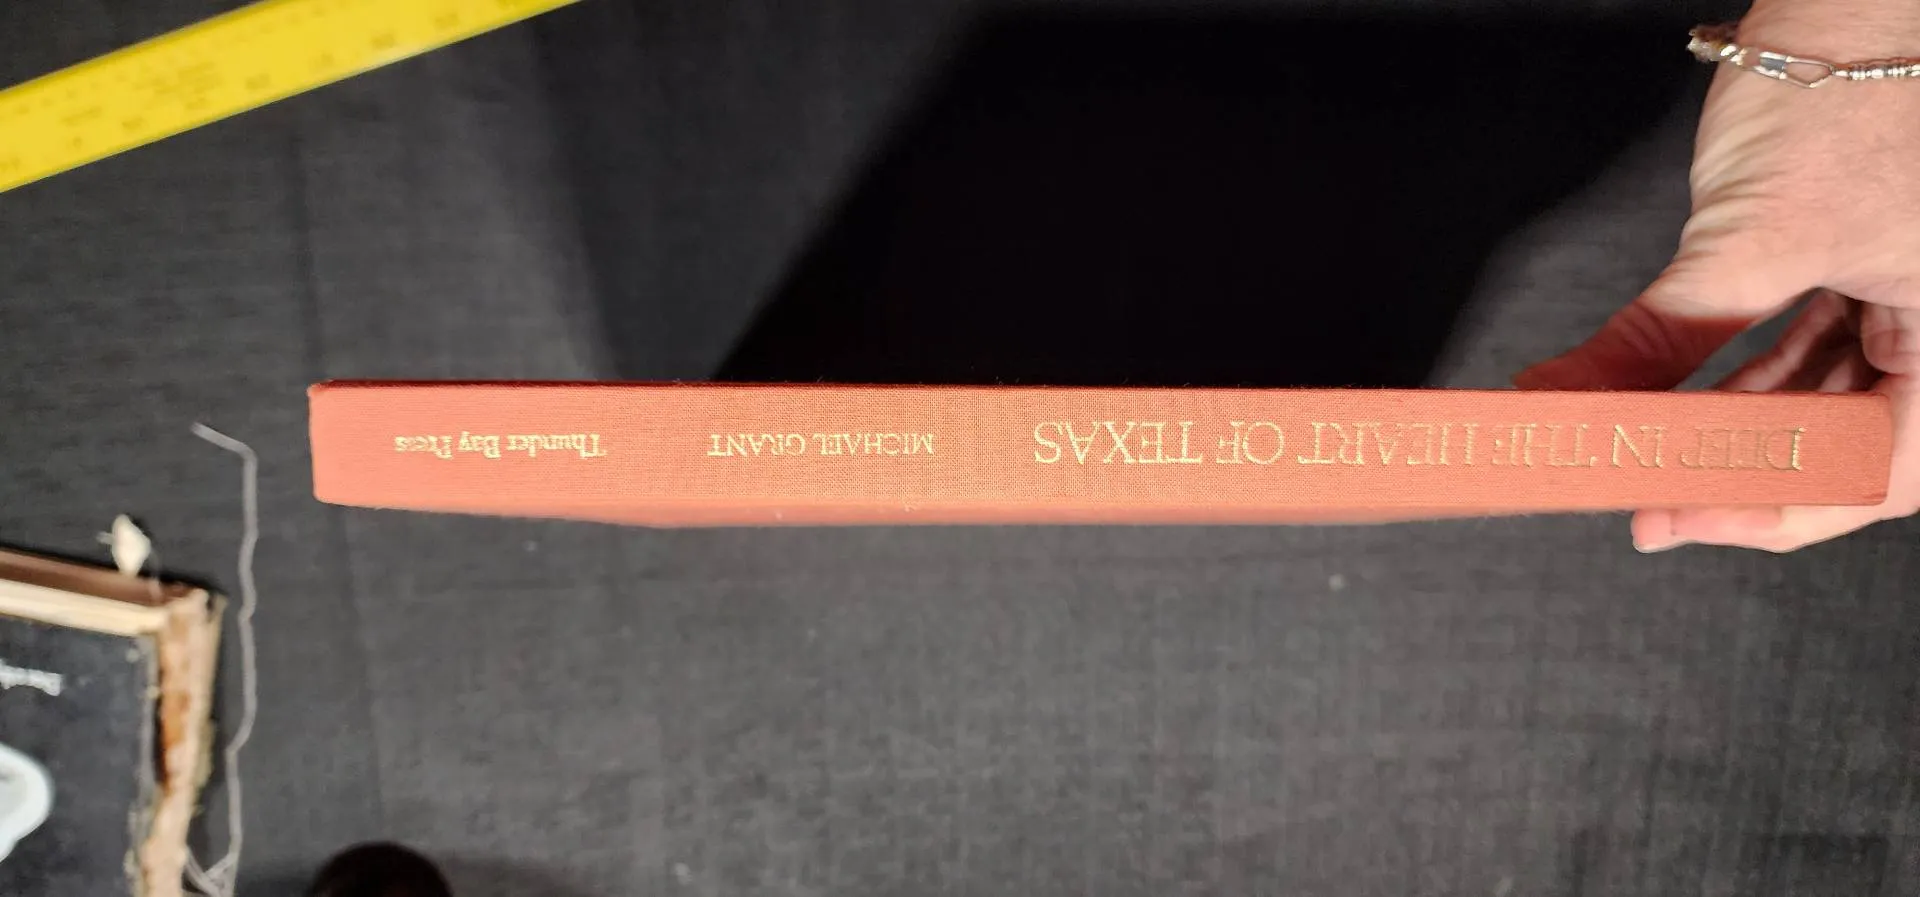 DEEP IN THE HEART OF TEXAS
MICHAEL GRANT
Thunder Bay Press